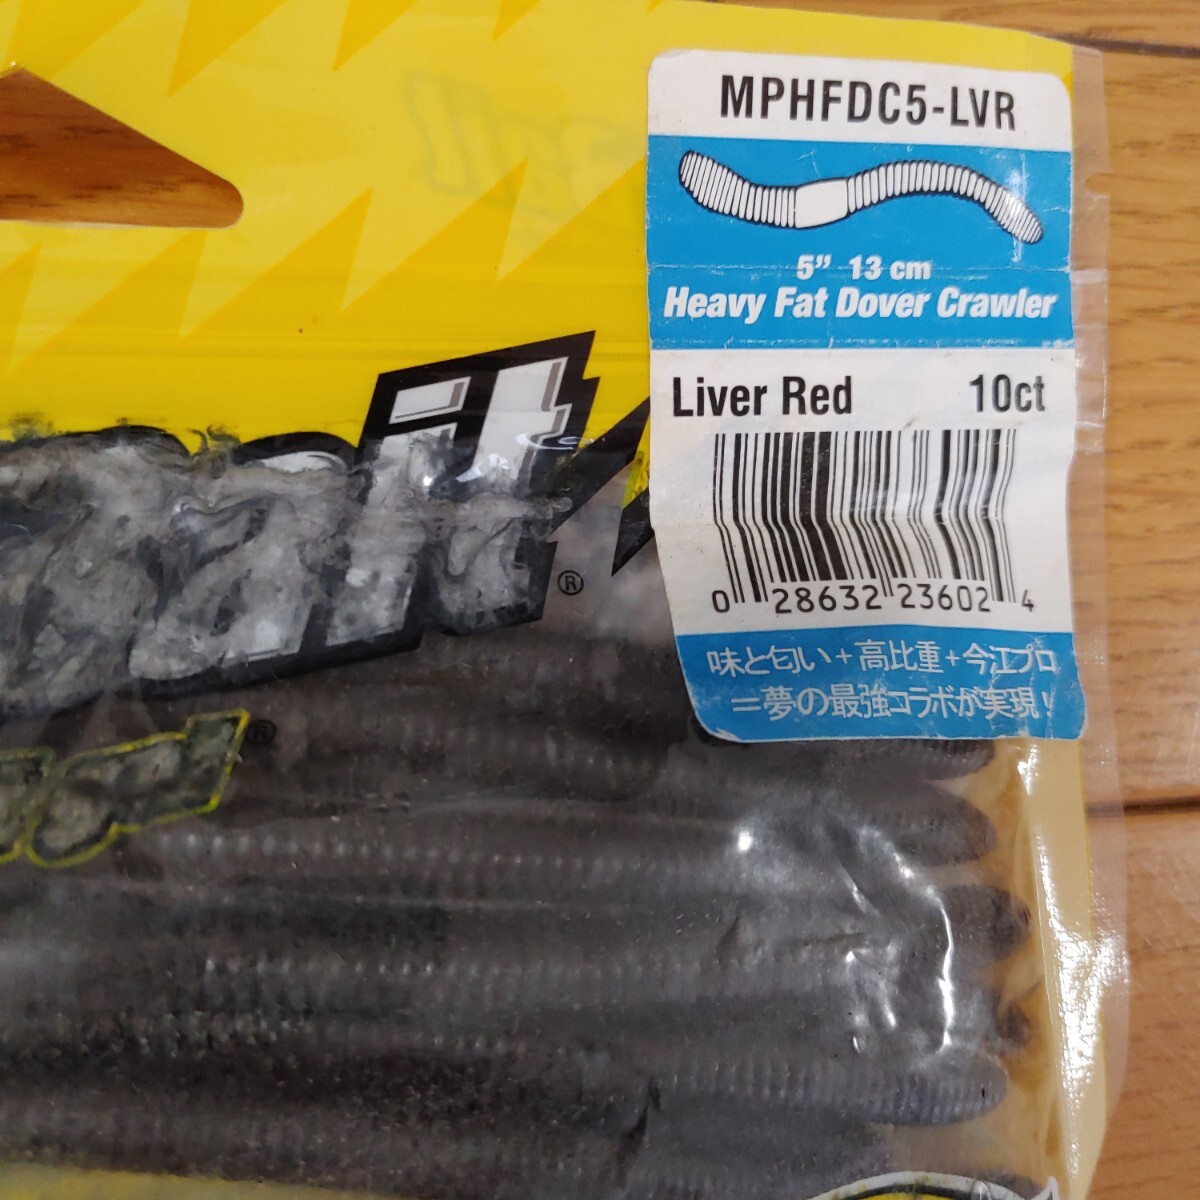 MPHFDC5-LVR
5” 13 cm
Heavy Fat Dover Crawler
Liver Red 10ct
0 28632 23602 4
味と匂い+高比重+今江プロ
=夢の最強コラボが実現!
®
®